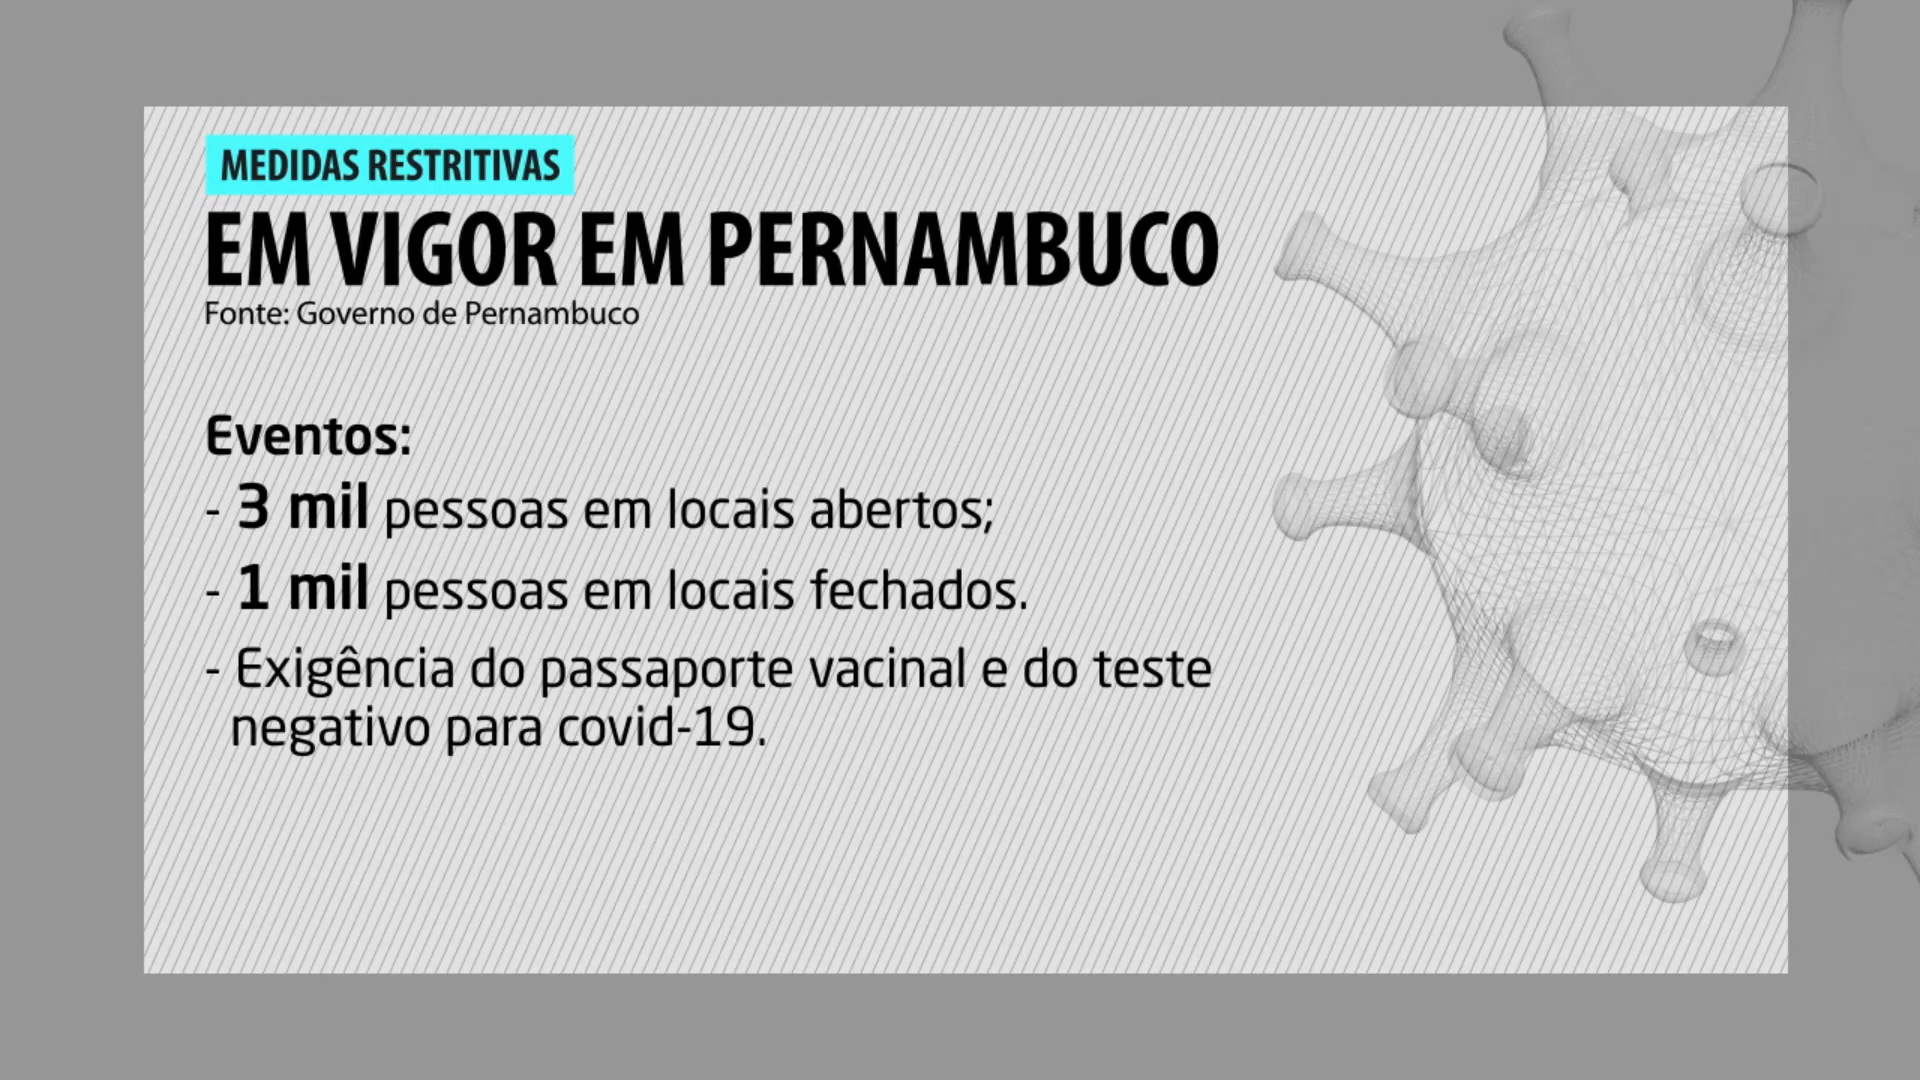 MEDIDAS RESTRITIVAS
EM VIGOR EM PERNAMBUCO
Fonte: Governo de Pernambuco
Eventos:
- 3 mil pessoas em locais abertos;
- 1 mil pessoas em locais fechados.
- Exigência do passaporte vacinal e do teste
negativo para covid-19.